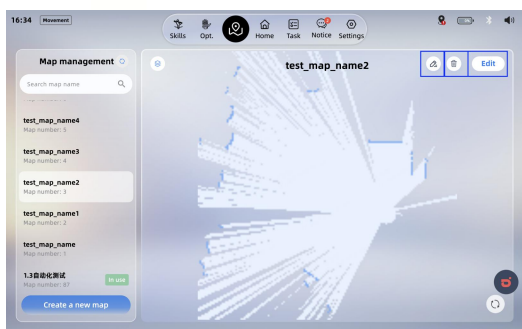 16:34 Movement
Skills Opt. Home Task Notice Settings
Map management
Search map name
test_map_name4
Map number: 5
test_map_name3
Map number: 4
test_map_name2
Map number: 3
test_map_name1
Map number: 2
test_map_name
Map number: 1
1.3自动化测试
Map number: 87
In use
Create a new map
test_map_name2
Edit